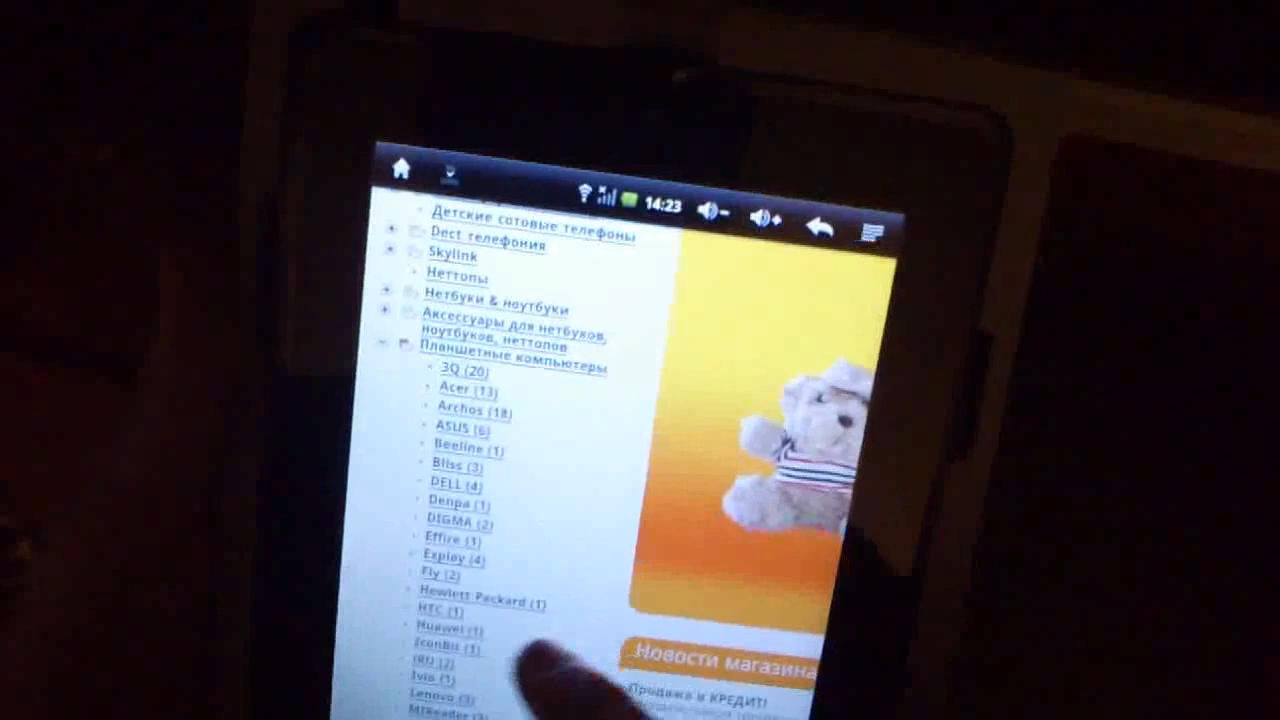 14:23
Детские сотовые телефоны
Dect телефония
Skylink
Неттопы
Нетбуки & ноутбуки
Аксессуары для нетбуков,
ноутбуков, неттопов
Планшетные компьютеры
3Q (20)
Acer (13)
Archos (18)
ASUS (6)
Beeline (1)
Bliss (3)
DELL (4)
Denpa (1)
DIGMA (2)
Effire (1)
Explay (4)
Fly (2)
Hewlett Packard (1)
HTC (1)
Huawei (1)
IconBit (1)
IRU (2)
Ivio (1)
Lenovo (3)
Новости магазина
Продажа в КРЕДИТ!